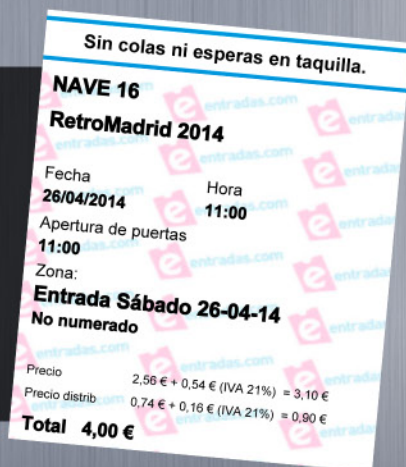 Sin colas ni esperas en taquilla.
NAVE 16
RetroMadrid 2014
Fecha Hora
26/04/2014 11:00
Apertura de puertas
11:00
Zona:
Entrada Sábado 26-04-14
No numerado
Precio 2,56 € + 0,54 € (IVA 21%) = 3,10 €
Precio distrib 0,74 € + 0,16 € (IVA 21%) = 0,90 €
Total 4,00 €
entradas.com